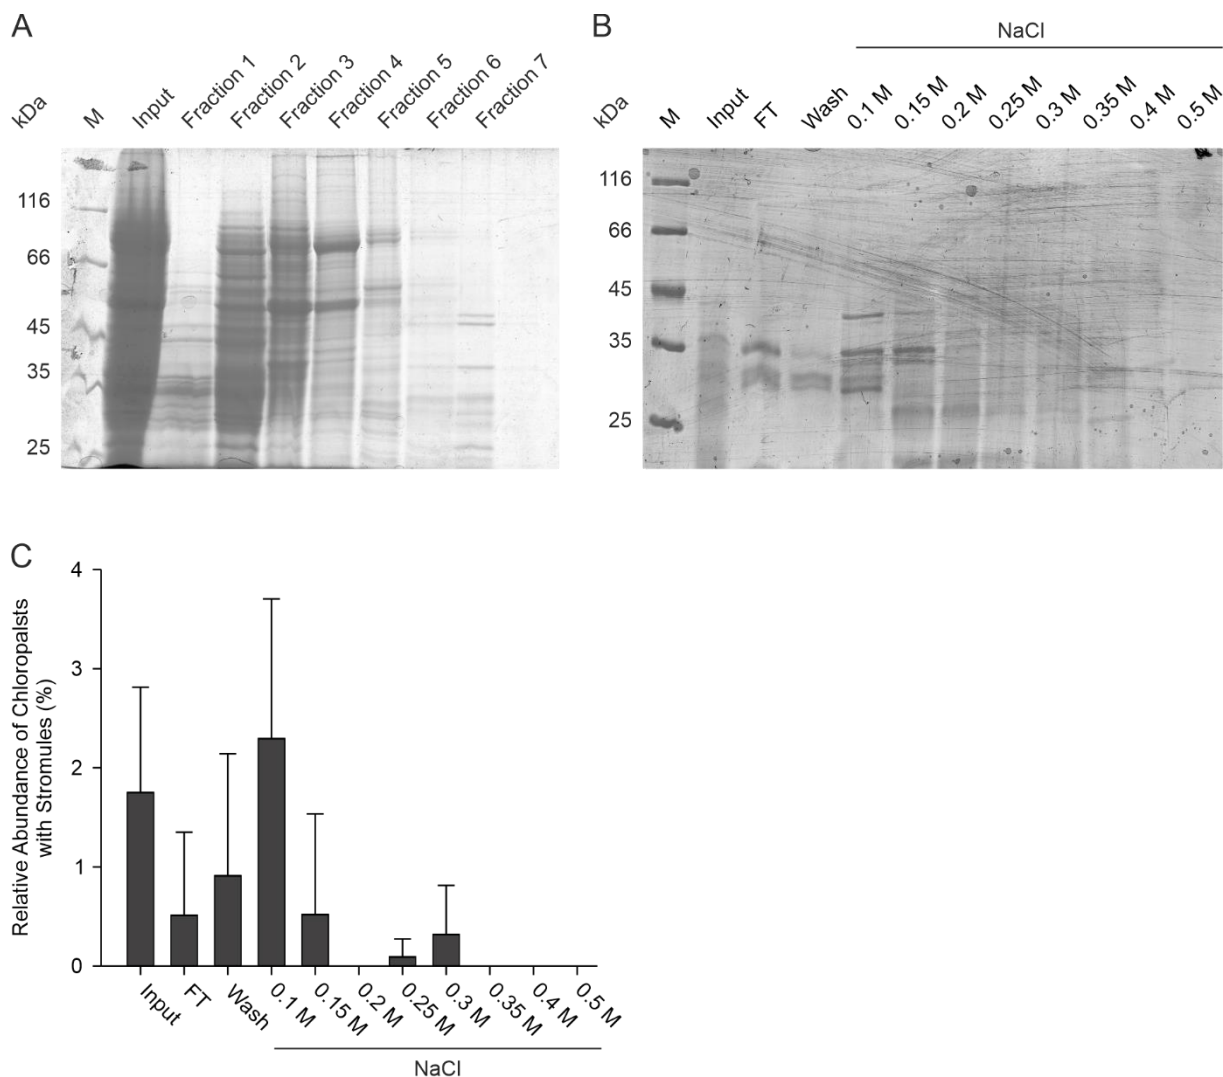 A
kDa
M
Input
Fraction 1
Fraction 2
Fraction 3
Fraction 4
Fraction 5
Fraction 6
Fraction 7
116
66
45
35
25
B
NaCl
kDa
M
Input
FT
Wash
0.1 M
0.15 M
0.2 M
0.25 M
0.3 M
0.35 M
0.4 M
0.5 M
116
66
45
35
25
C
Relative Abundance of Chloropalsts
with Stromules (%)
4
3
2
1
0
Input
FT
Wash
0.1 M
0.15 M
0.2 M
0.25 M
0.3 M
0.35 M
0.4 M
0.5 M
NaCl